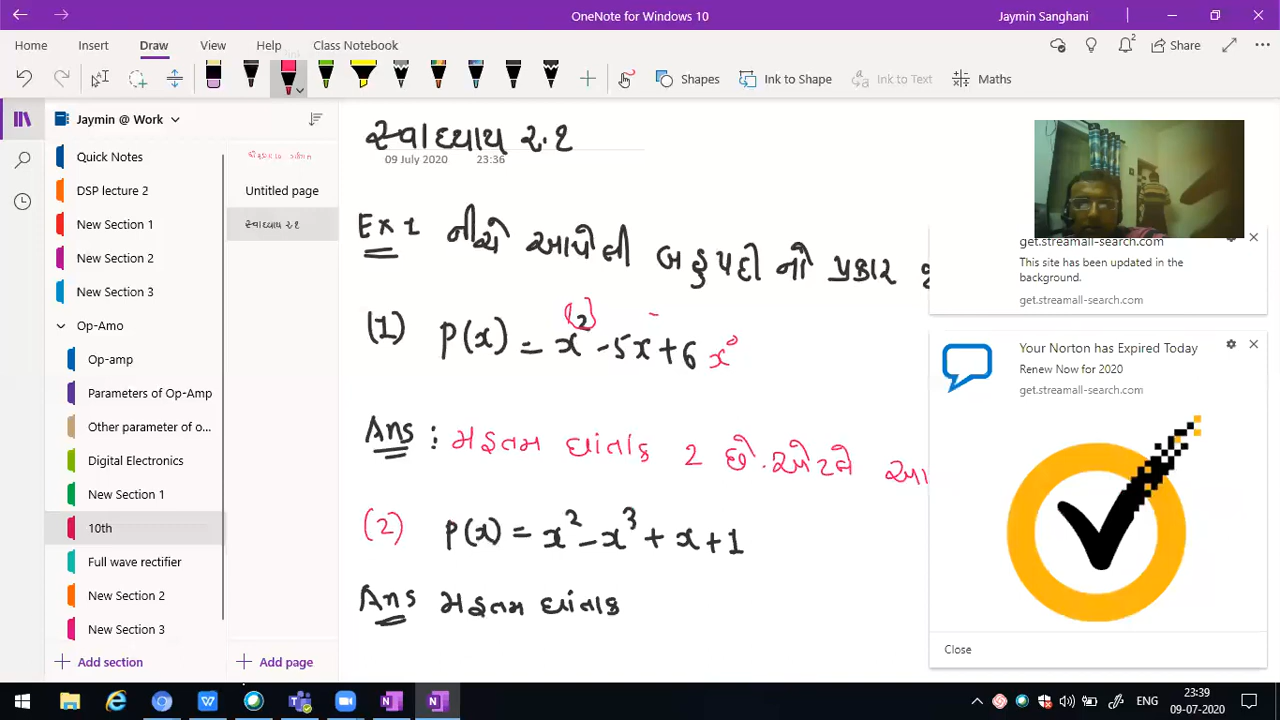 OneNote for Windows 10
Jaymin Sanghani
Home Insert Draw View Help Class Notebook
Share
Shapes Ink to Shape Ink to Text Maths
Jaymin @ Work
Quick Notes
DSP lecture 2
New Section 1
New Section 2
New Section 3
Op-Amo
Op-amp
Parameters of Op-Amp
Other parameter of o...
Digital Electronics
New Section 1
10th
Full wave rectifier
New Section 2
New Section 3
Add section
Untitled page
સ્વાધ્યાય ૨.૧
Add page
સ્વાધ્યાય ૨.૧
09 July 2020 23:36
Ex 1 નીચે આપેલી બહુપદી નો પ્રકાર
(1) p(x) = x² - 5x + 6 x⁰
Ans : મહતમ ઘાંતાક 2 છે. એટલે આ
(2) p(x) = x² - x³ + x + 1
Ans મહતમ ઘાંતાક
get.streamall-search.com
This site has been updated in the
background.
get.streamall-search.com
Your Norton has Expired Today
Renew Now for 2020
get.streamall-search.com
Close
ENG
23:39
09-07-2020